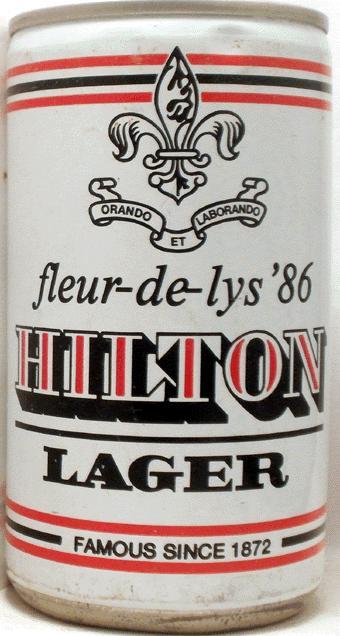 ORANDO ET LABORANDO
fleur-de-lys '86
HILTON
LAGER
FAMOUS SINCE 1872